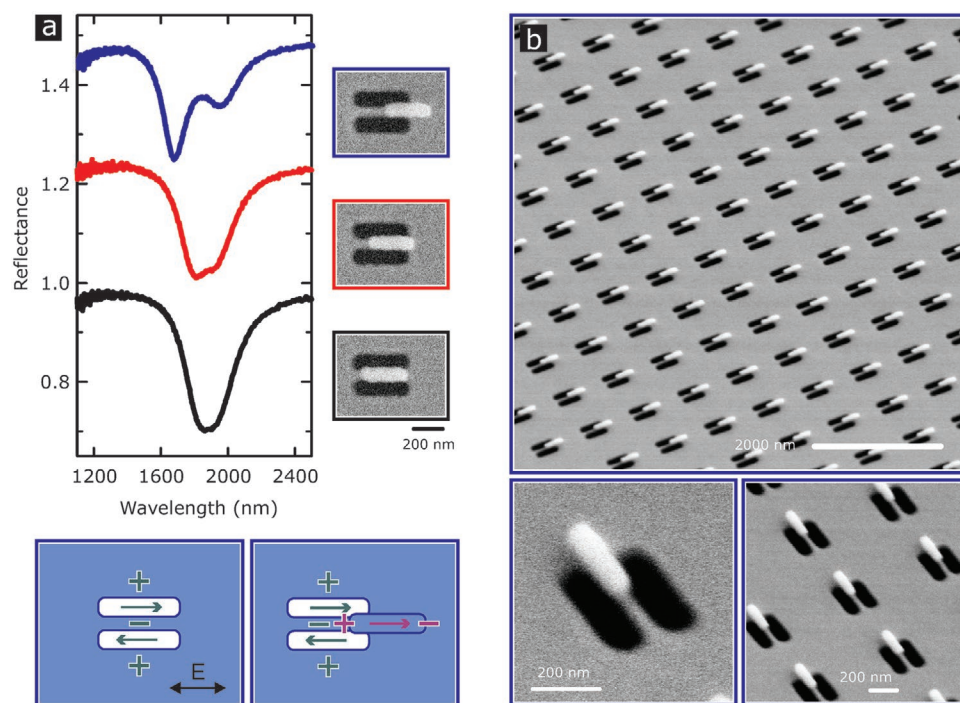 a
1.4
1.2
1.0
0.8
Reflectance
1200 1600 2000 2400
Wavelength (nm)
200 nm
+
−
+
E
+
−
+
−
+
b
2000 nm
200 nm
200 nm